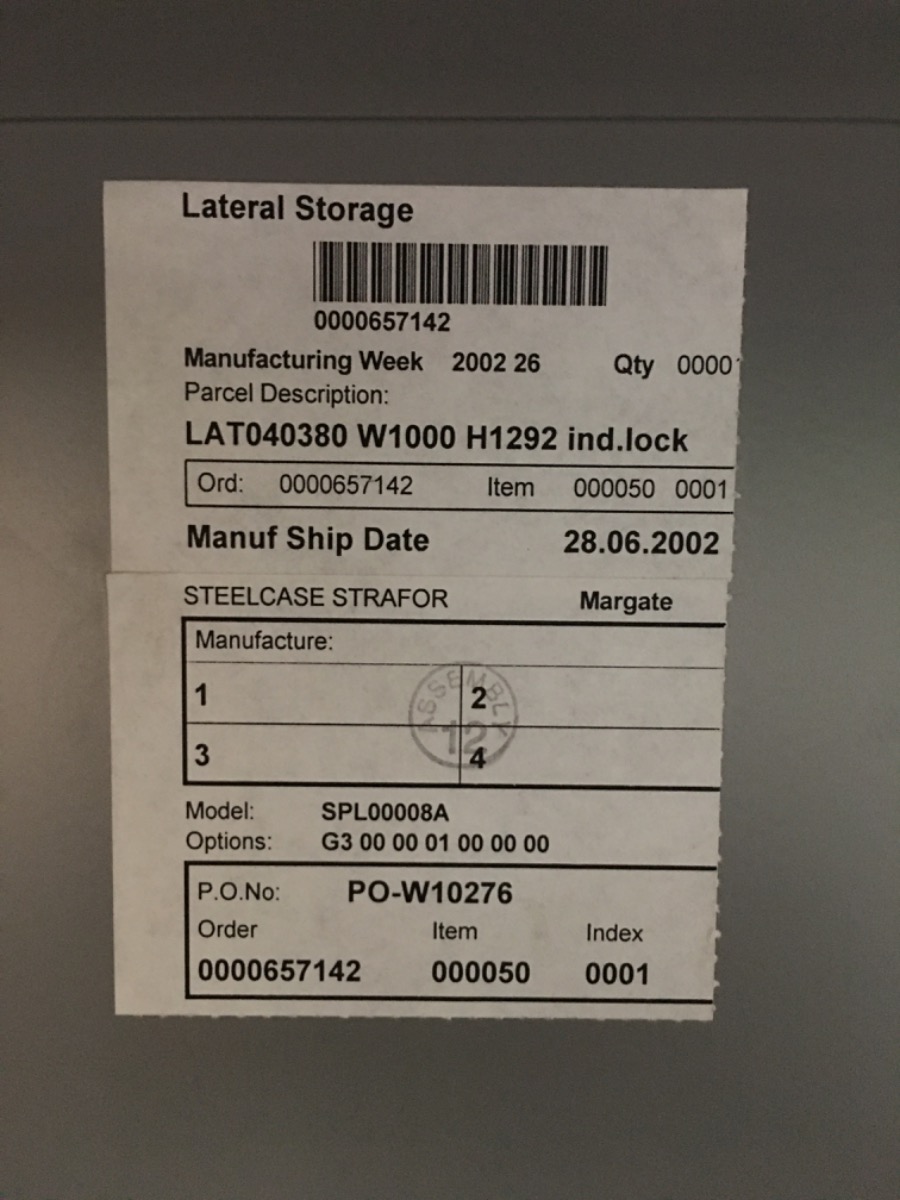 Lateral Storage
0000657142
Manufacturing Week 2002 26 Qty 00001
Parcel Description:
LAT040380 W1000 H1292 ind.lock
Ord: 0000657142 Item 000050 0001
Manuf Ship Date 28.06.2002
STEELCASE STRAFOR Margate
Manufacture:
1 2
ASSEMBLY
12
3 4
Model: SPL00008A
Options: G3 00 00 01 00 00 00
P.O.No: PO-W10276
Order Item Index
0000657142 000050 0001